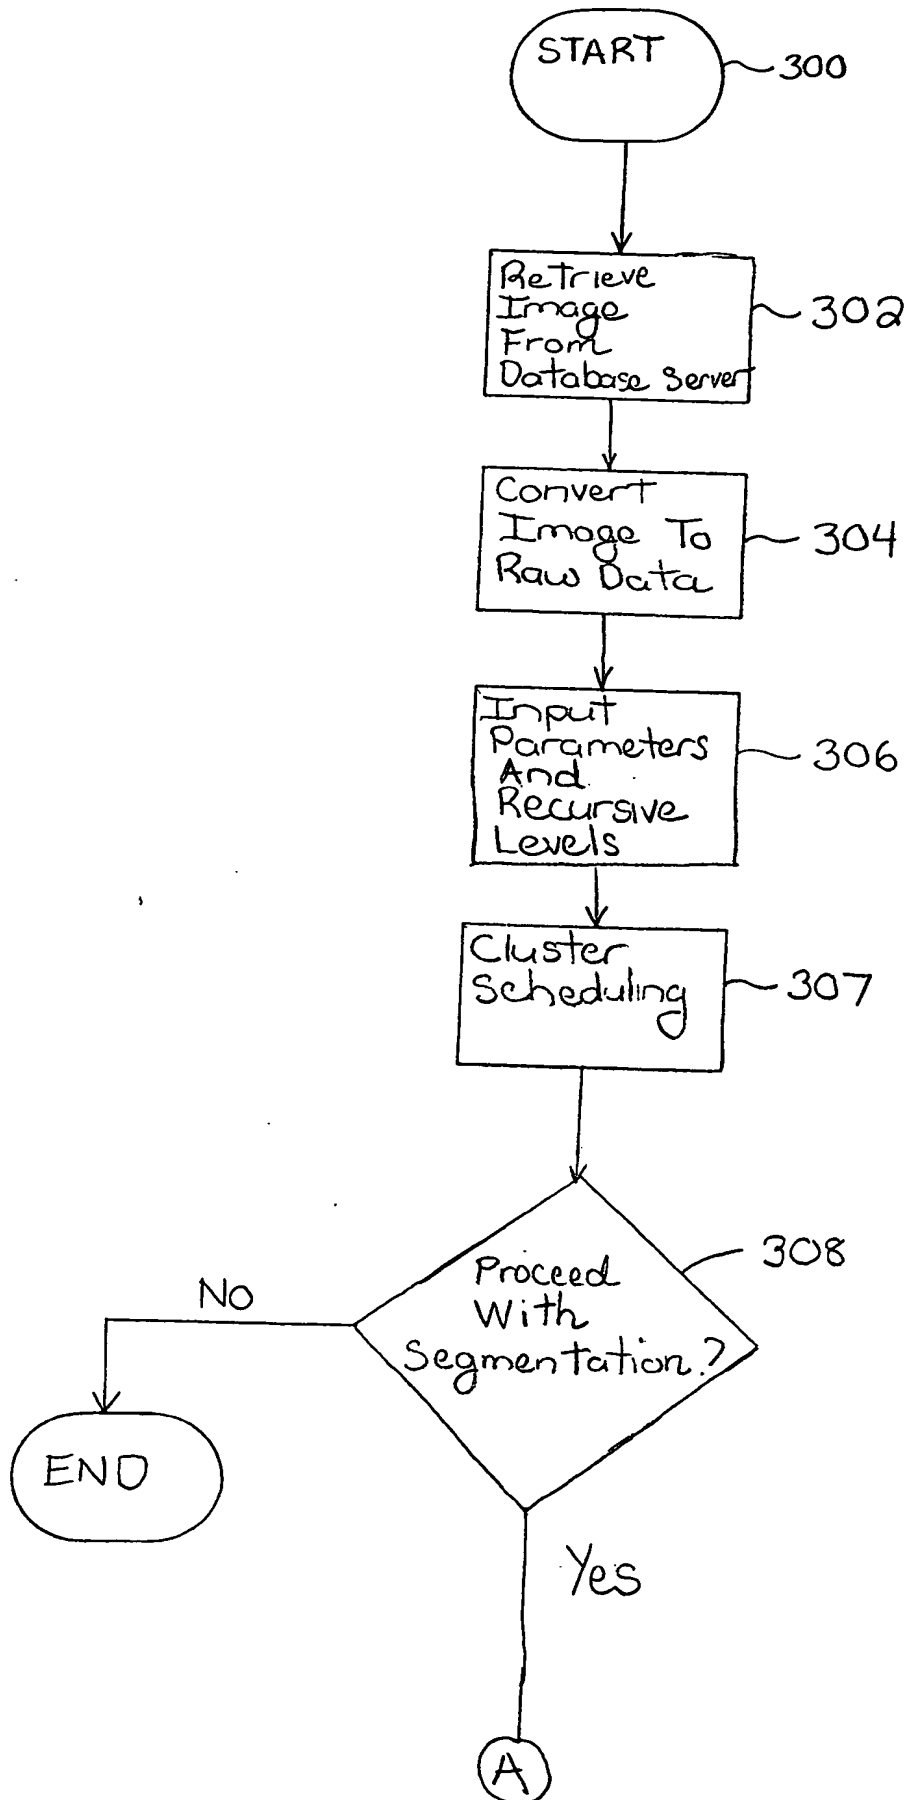 START
300
Retrieve
Image
From
Database Server
302
Convert
Image To
Raw Data
304
Input
Parameters
And
Recursive
Levels
306
Cluster
Scheduling
307
Proceed
With
Segmentation?
308
No
END
Yes
A